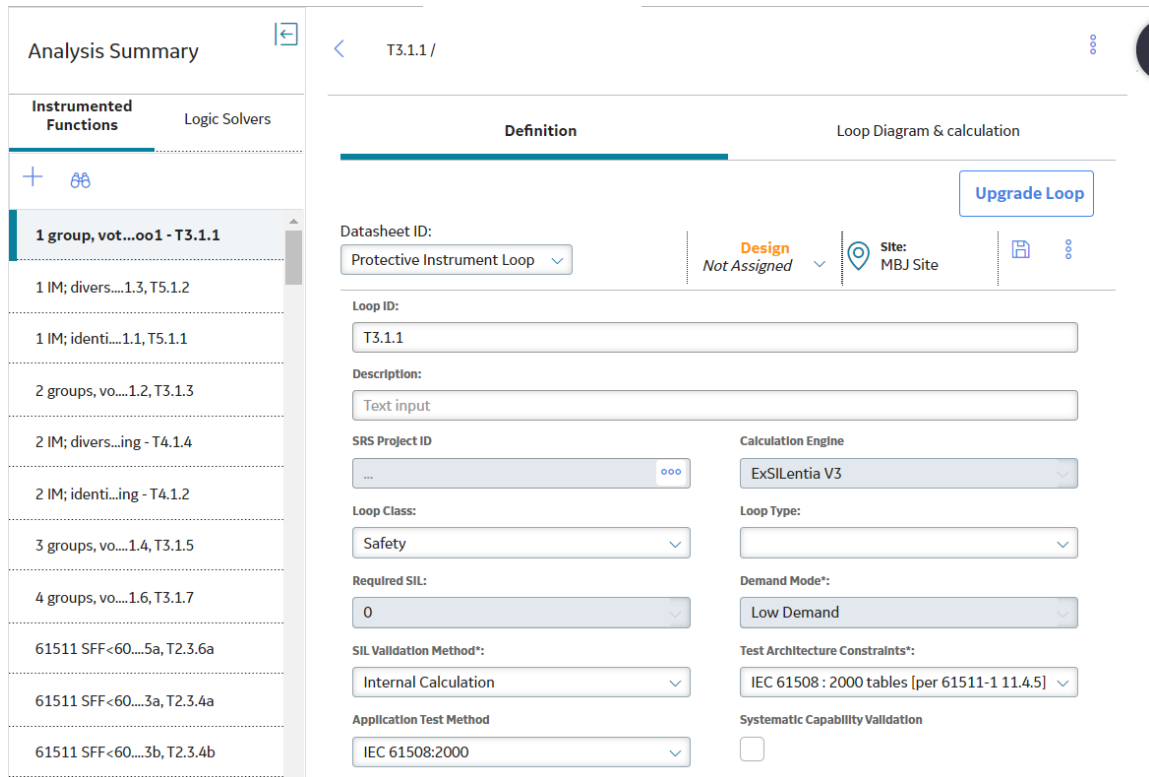 Analysis Summary
Instrumented
Functions
Logic Solvers
1 group, vot...oo1 - T3.1.1
1 IM; divers....1.3, T5.1.2
1 IM; identi....1.1, T5.1.1
2 groups, vo....1.2, T3.1.3
2 IM; divers...ing - T4.1.4
2 IM; identi...ing - T4.1.2
3 groups, vo....1.4, T3.1.5
4 groups, vo....1.6, T3.1.7
61511 SFF<60....5a, T2.3.6a
61511 SFF<60....3a, T2.3.4a
61511 SFF<60....3b, T2.3.4b
T3.1.1 /
Definition
Loop Diagram & calculation
Upgrade Loop
Datasheet ID:
Protective Instrument Loop
Design
Not Assigned
Site:
MBJ Site
Loop ID:
T3.1.1
Description:
Text input
SRS Project ID
...
Calculation Engine
ExSILentia V3
Loop Class:
Safety
Loop Type:
Required SIL:
0
Demand Mode*:
Low Demand
SIL Validation Method*:
Internal Calculation
Test Architecture Constraints*:
IEC 61508 : 2000 tables [per 61511-1 11.4.5]
Application Test Method
IEC 61508:2000
Systematic Capability Validation